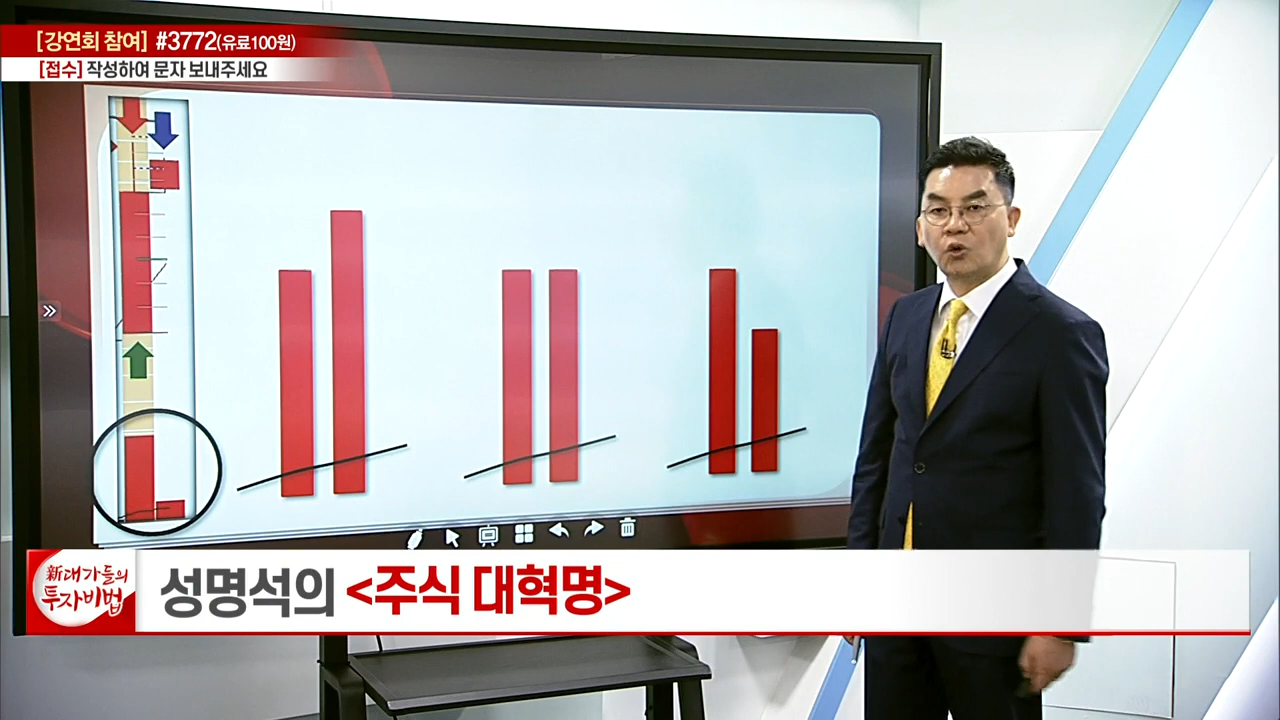 [강연회 참여] #3772(유료100원)
[접수] 작성하여 문자 보내주세요
新대가들의
투자비법
성명석의 <주식 대혁명>